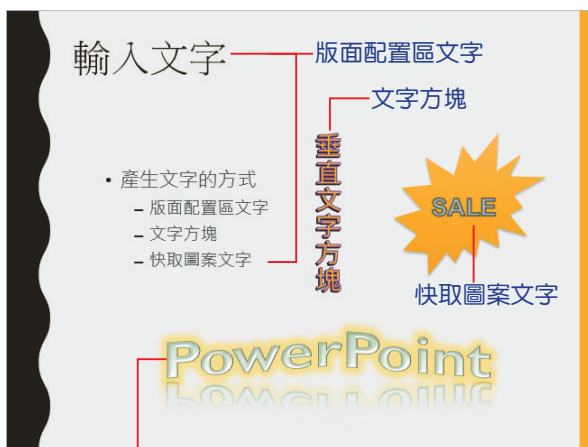 輸入文字
版面配置區文字
文字方塊
垂直文字方塊
• 產生文字的方式
– 版面配置區文字
– 文字方塊
– 快取圖案文字
SALE
快取圖案文字
PowerPoint